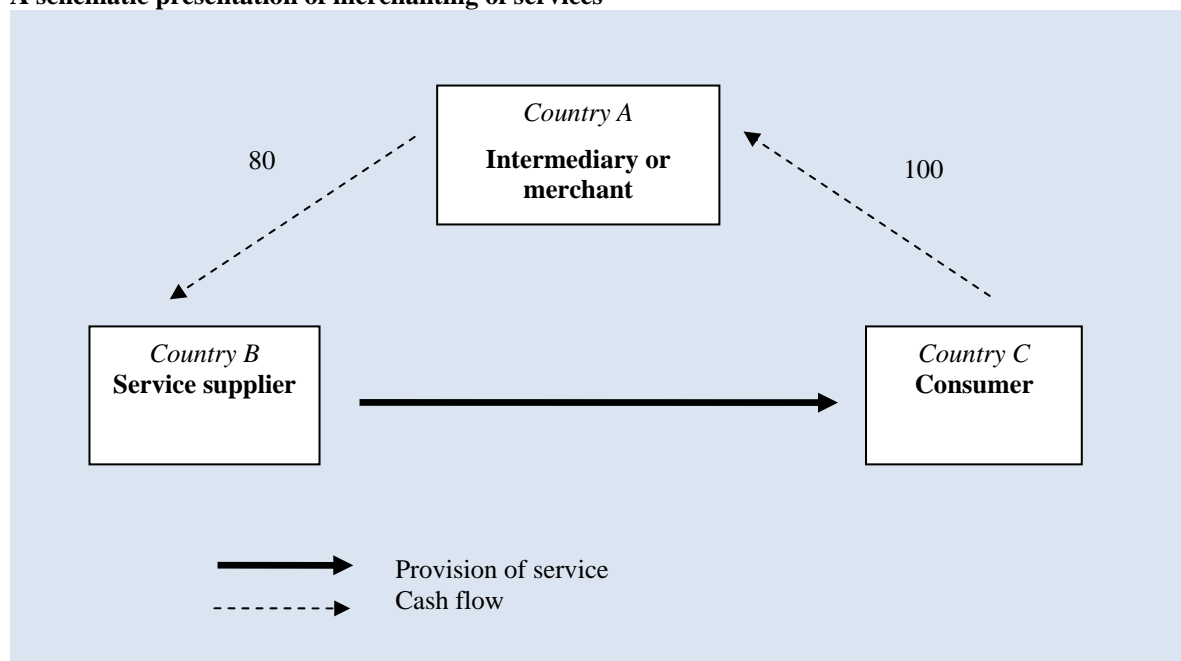 A schematic presentation of merchanting of services
Country A
Intermediary or
merchant
80
100
Country B
Service supplier
Country C
Consumer
Provision of service
Cash flow